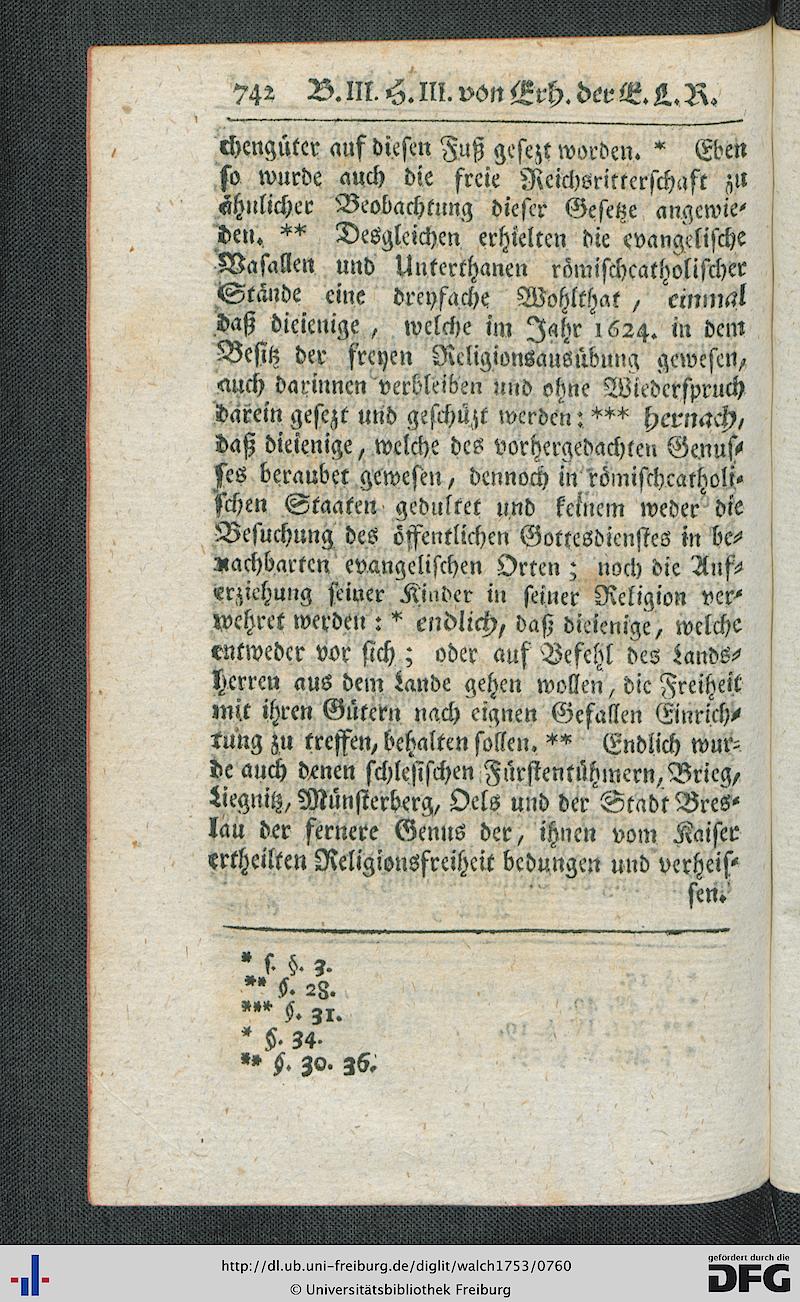 742 B. III. H. III. von Erh. der E. L. R.
chengüter auf diesen Fuß gesezt worden. * Eben
so wurde auch die freie Reichsritterschaft zu
ähnlicher Beobachtung dieser Gesetze angewie-
den. ** Desgleichen erhielten die evangelische
Vasallen und Unterthanen römischcatholischer
Stände eine dreyfache Wohlthat, einmal
daß dieienige, welche im Jahr 1624. in dem
Besitz der freyen Religionsausübung gewesen,
auch darinnen verbleiben und ohne Wiederspruch
darein gesezt und geschüzt werden: *** hernach,
daß dieienige, welche des vorhergedachten Genus-
ses beraubet gewesen, dennoch in römischcatholi-
schen Staaten gedultet und keinem weder die
Besuchung des öffentlichen Gottesdienstes in be-
nachbarten evangelischen Orten; noch die Auf-
erziehung seiner Kinder in seiner Religion ver-
wehret werden: * endlich, daß dieienige, welche
entweder vor sich; oder auf Befehl des Lands-
herren aus dem Lande gehen wollen, die Freiheit
mit ihren Gütern nach eignen Gefallen Einrich-
tung zu treffen, behalten sollen. ** Endlich wur-
de auch denen schlesischen Fürstentühmern, Brieg,
Liegnitz, Münsterberg, Oels und der Stadt Bres-
lau der fernere Genus der, ihnen vom Kaiser
ertheilten Religionsfreiheit bedungen und verheis-
sen.
* s. §. 3.
** §. 28.
*** §. 31.
* §. 34.
** §. 30. 36.
http://dl.ub.uni-freiburg.de/diglit/walch1753/0760
© Universitätsbibliothek Freiburg
gefördert durch die
DFG